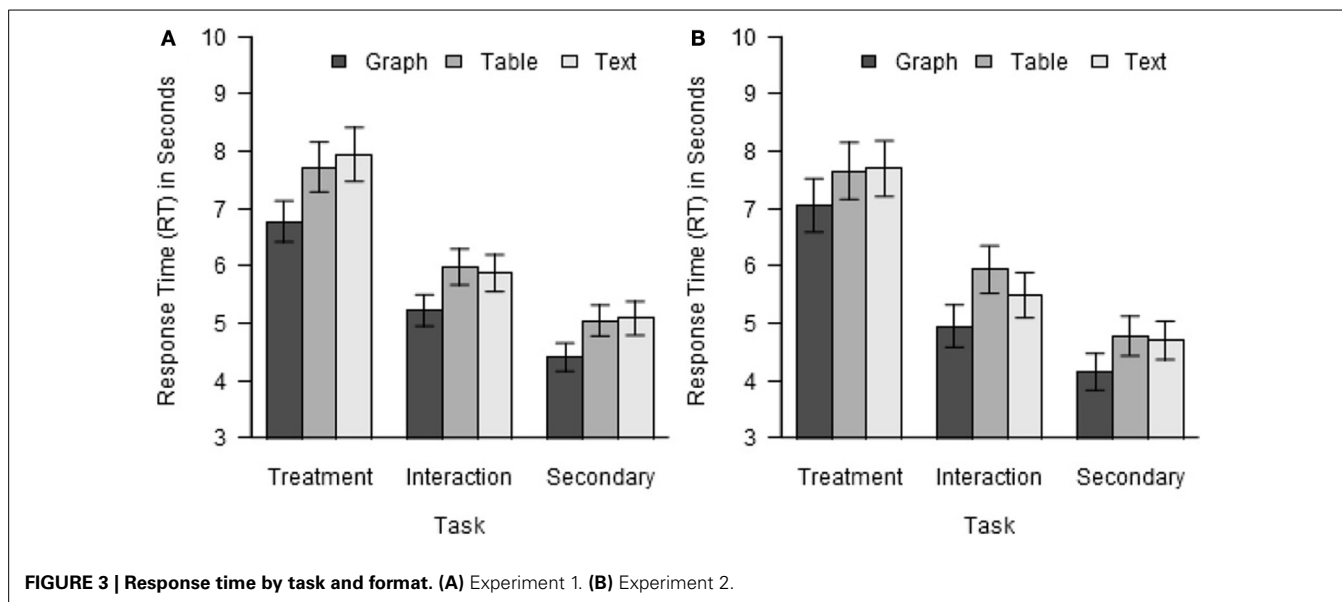 A
Graph Table Text
Response Time (RT) in Seconds
10
9
8
7
6
5
4
3
Treatment Interaction Secondary
Task
B
Graph Table Text
Response Time (RT) in Seconds
10
9
8
7
6
5
4
3
Treatment Interaction Secondary
Task
FIGURE 3 | Response time by task and format. (A) Experiment 1. (B) Experiment 2.